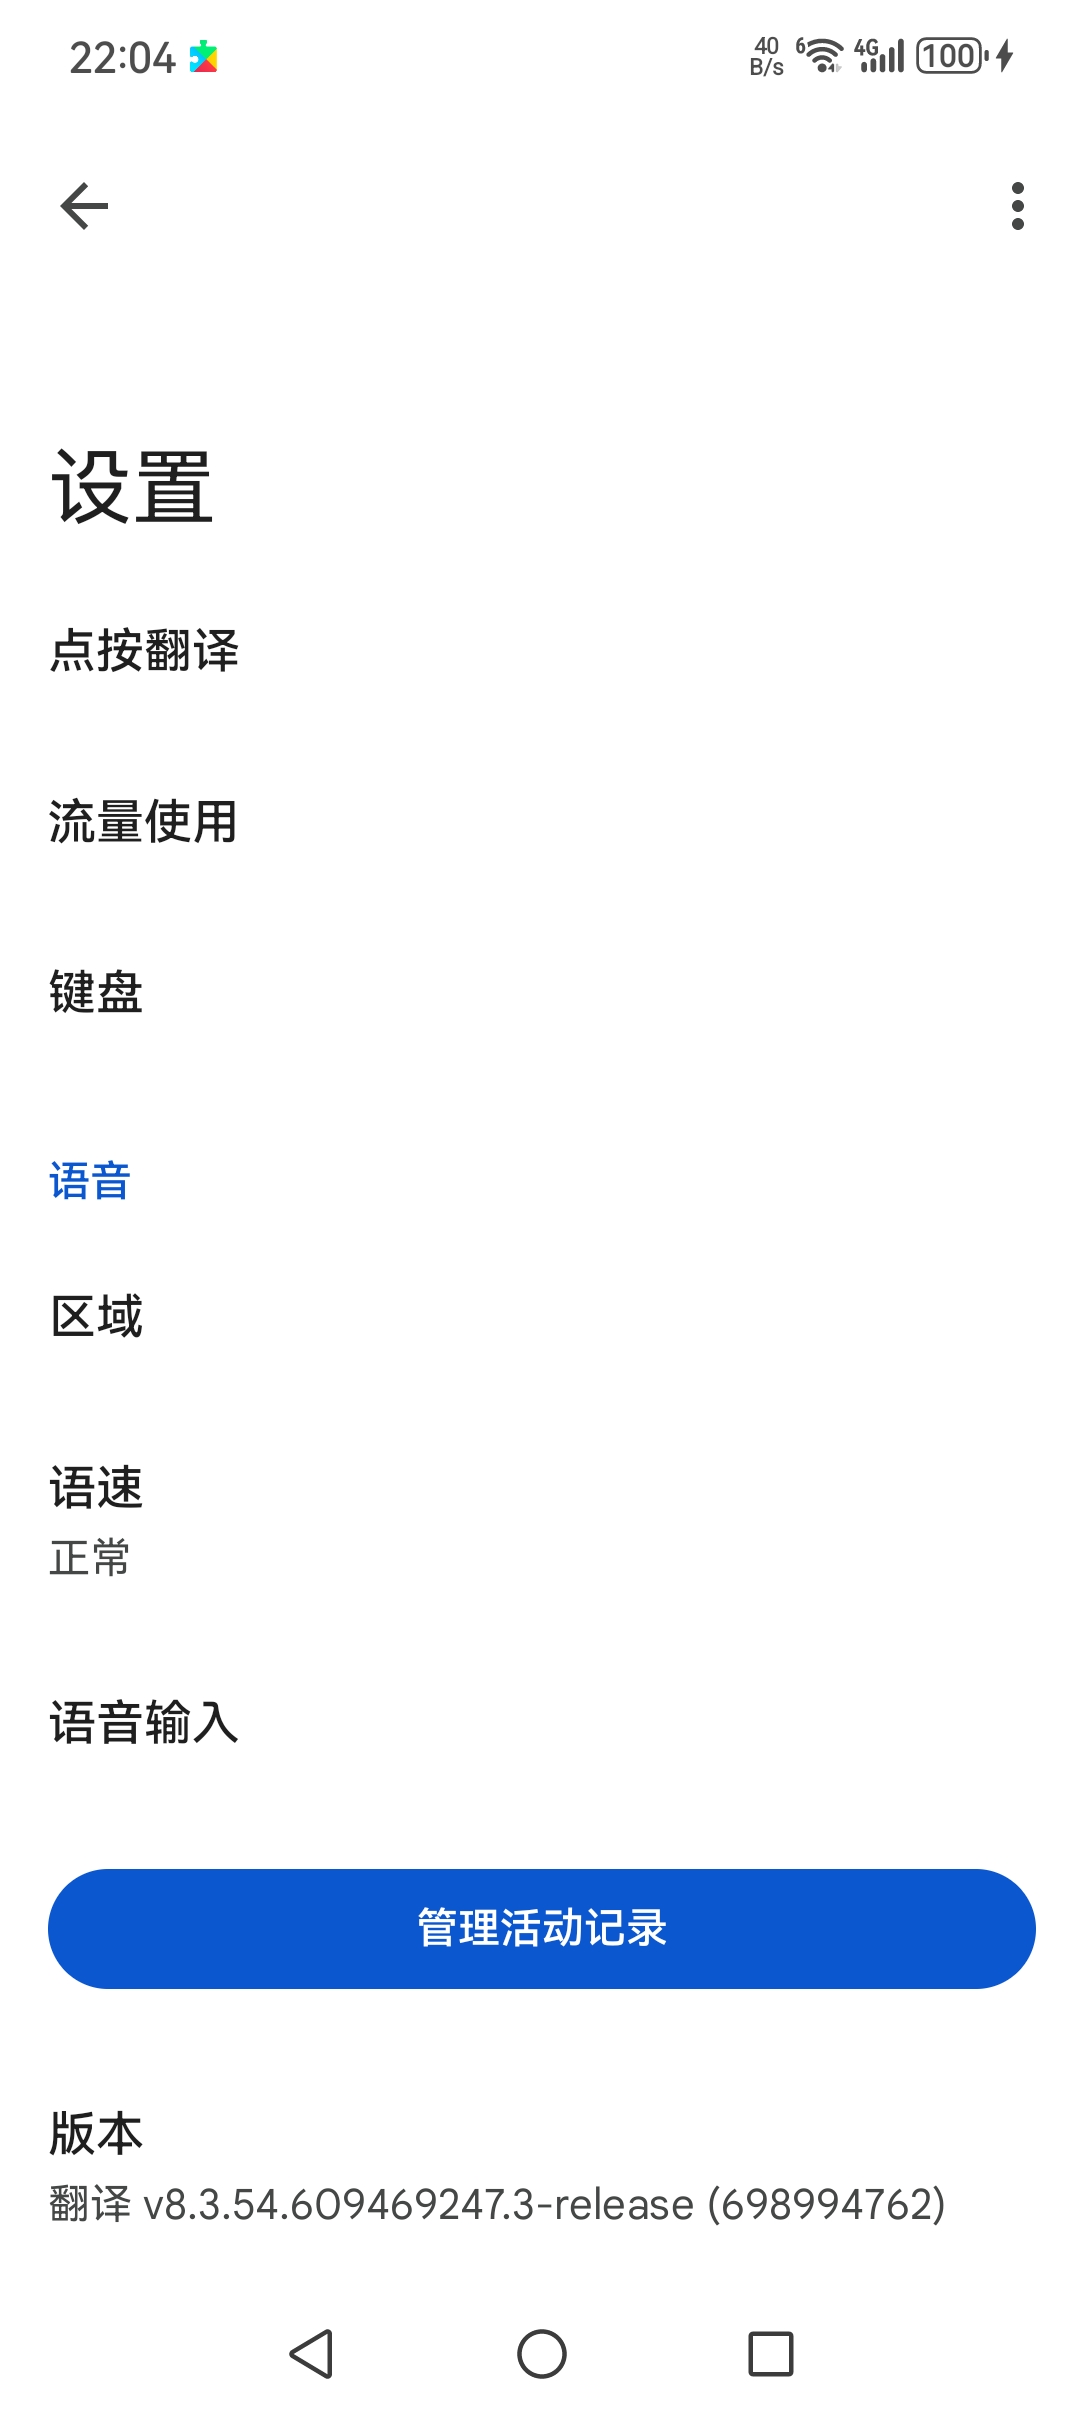 22:04
40 B/s
6
4G
100
设置
点按翻译
流量使用
键盘
语音
区域
语速
正常
语音输入
管理活动记录
版本
翻译 v8.3.54.609469247.3-release (698994762)